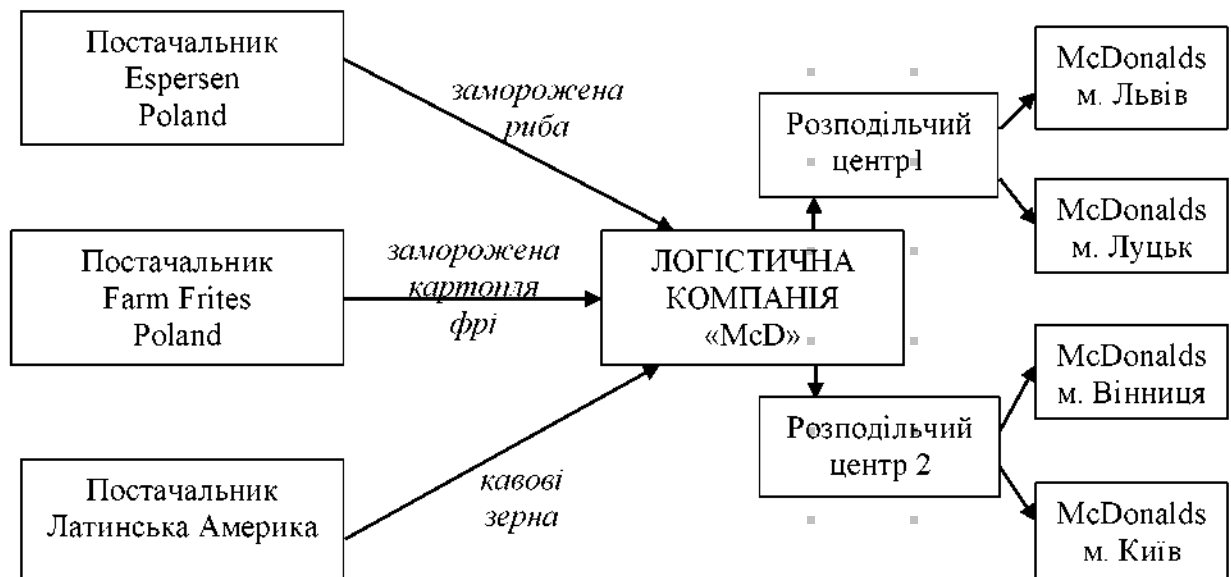 Постачальник
Espersen
Poland
заморожена
риба
Постачальник
Farm Frites
Poland
заморожена
картопля
фрі
Постачальник
Латинська Америка
кавові
зерна
ЛОГІСТИЧНА
КОМПАНІЯ
«McD»
Розподільчий
центр1
Розподільчий
центр 2
McDonalds
м. Львів
McDonalds
м. Луцьк
McDonalds
м. Вінниця
McDonalds
м. Київ